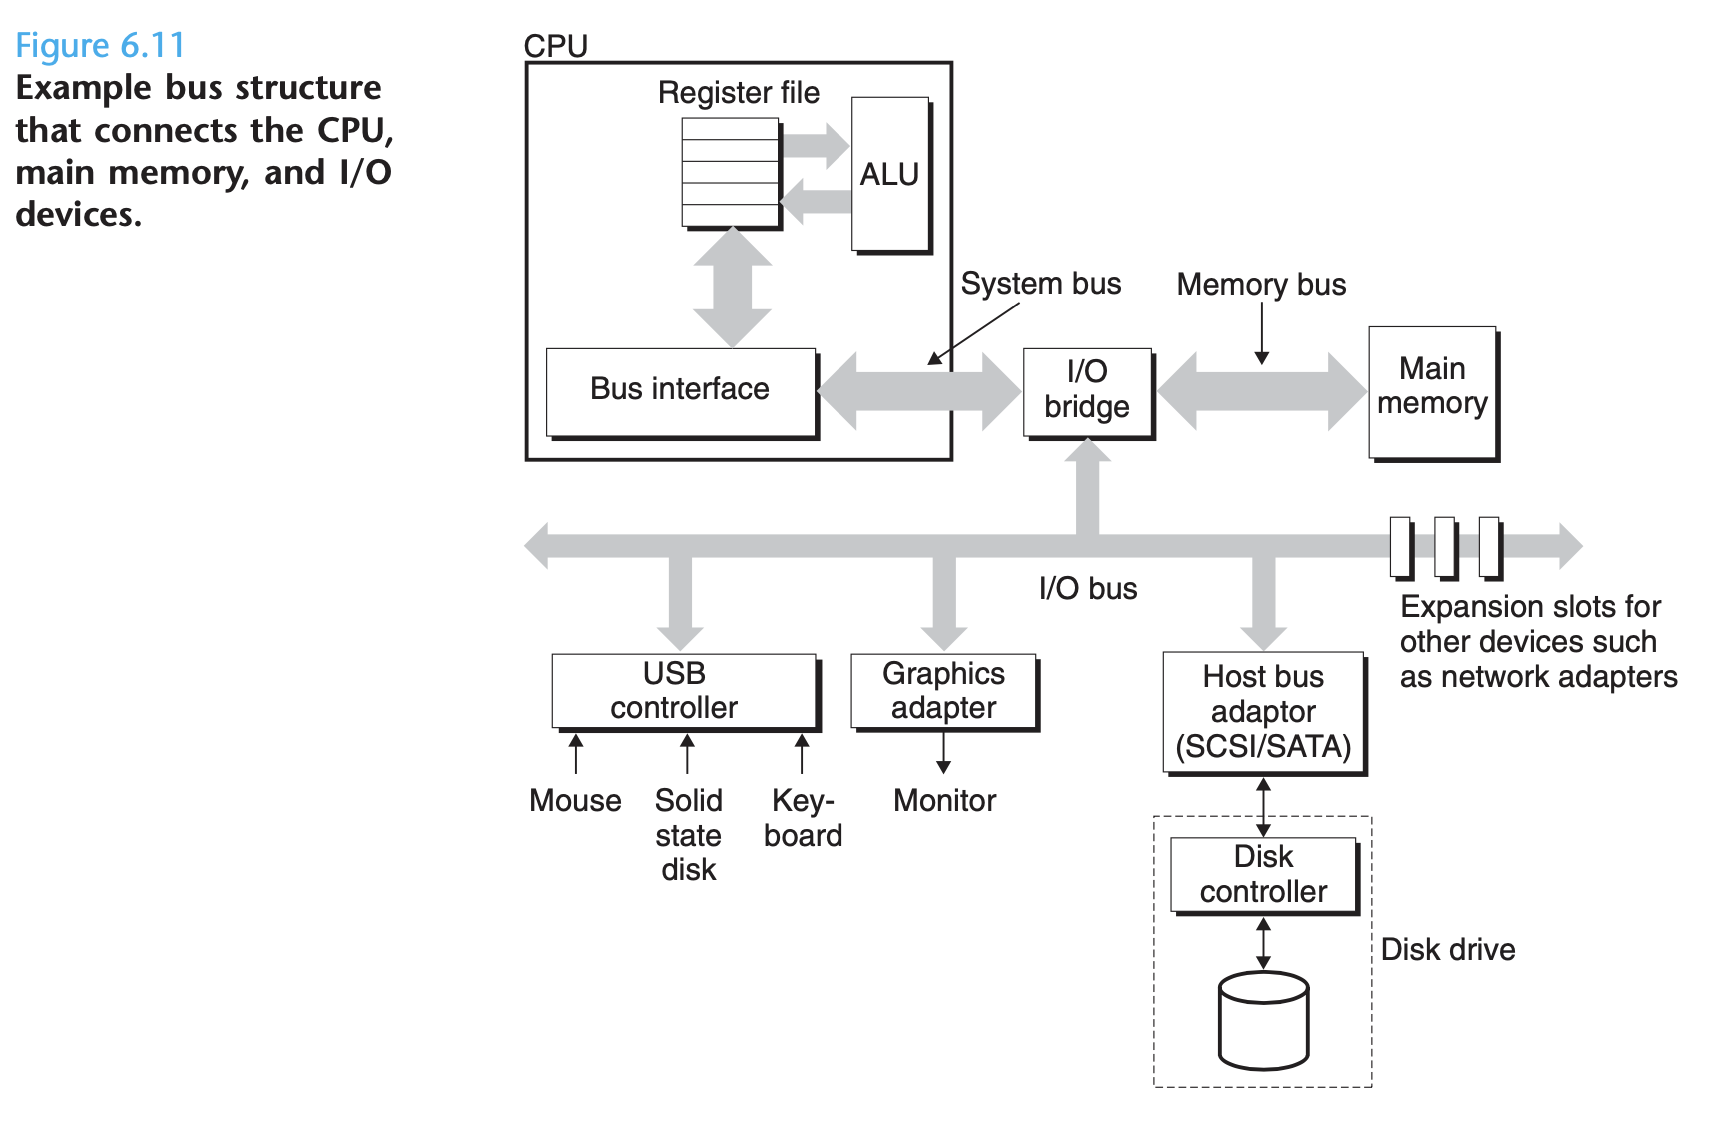 Figure 6.11
Example bus structure
that connects the CPU,
main memory, and I/O
devices.
CPU
Register file
ALU
System bus
Memory bus
Bus interface
I/O
bridge
Main
memory
I/O bus
Expansion slots for
other devices such
as network adapters
USB
controller
Graphics
adapter
Host bus
adaptor
(SCSI/SATA)
Mouse
Solid
state
disk
Key-
board
Monitor
Disk
controller
Disk drive